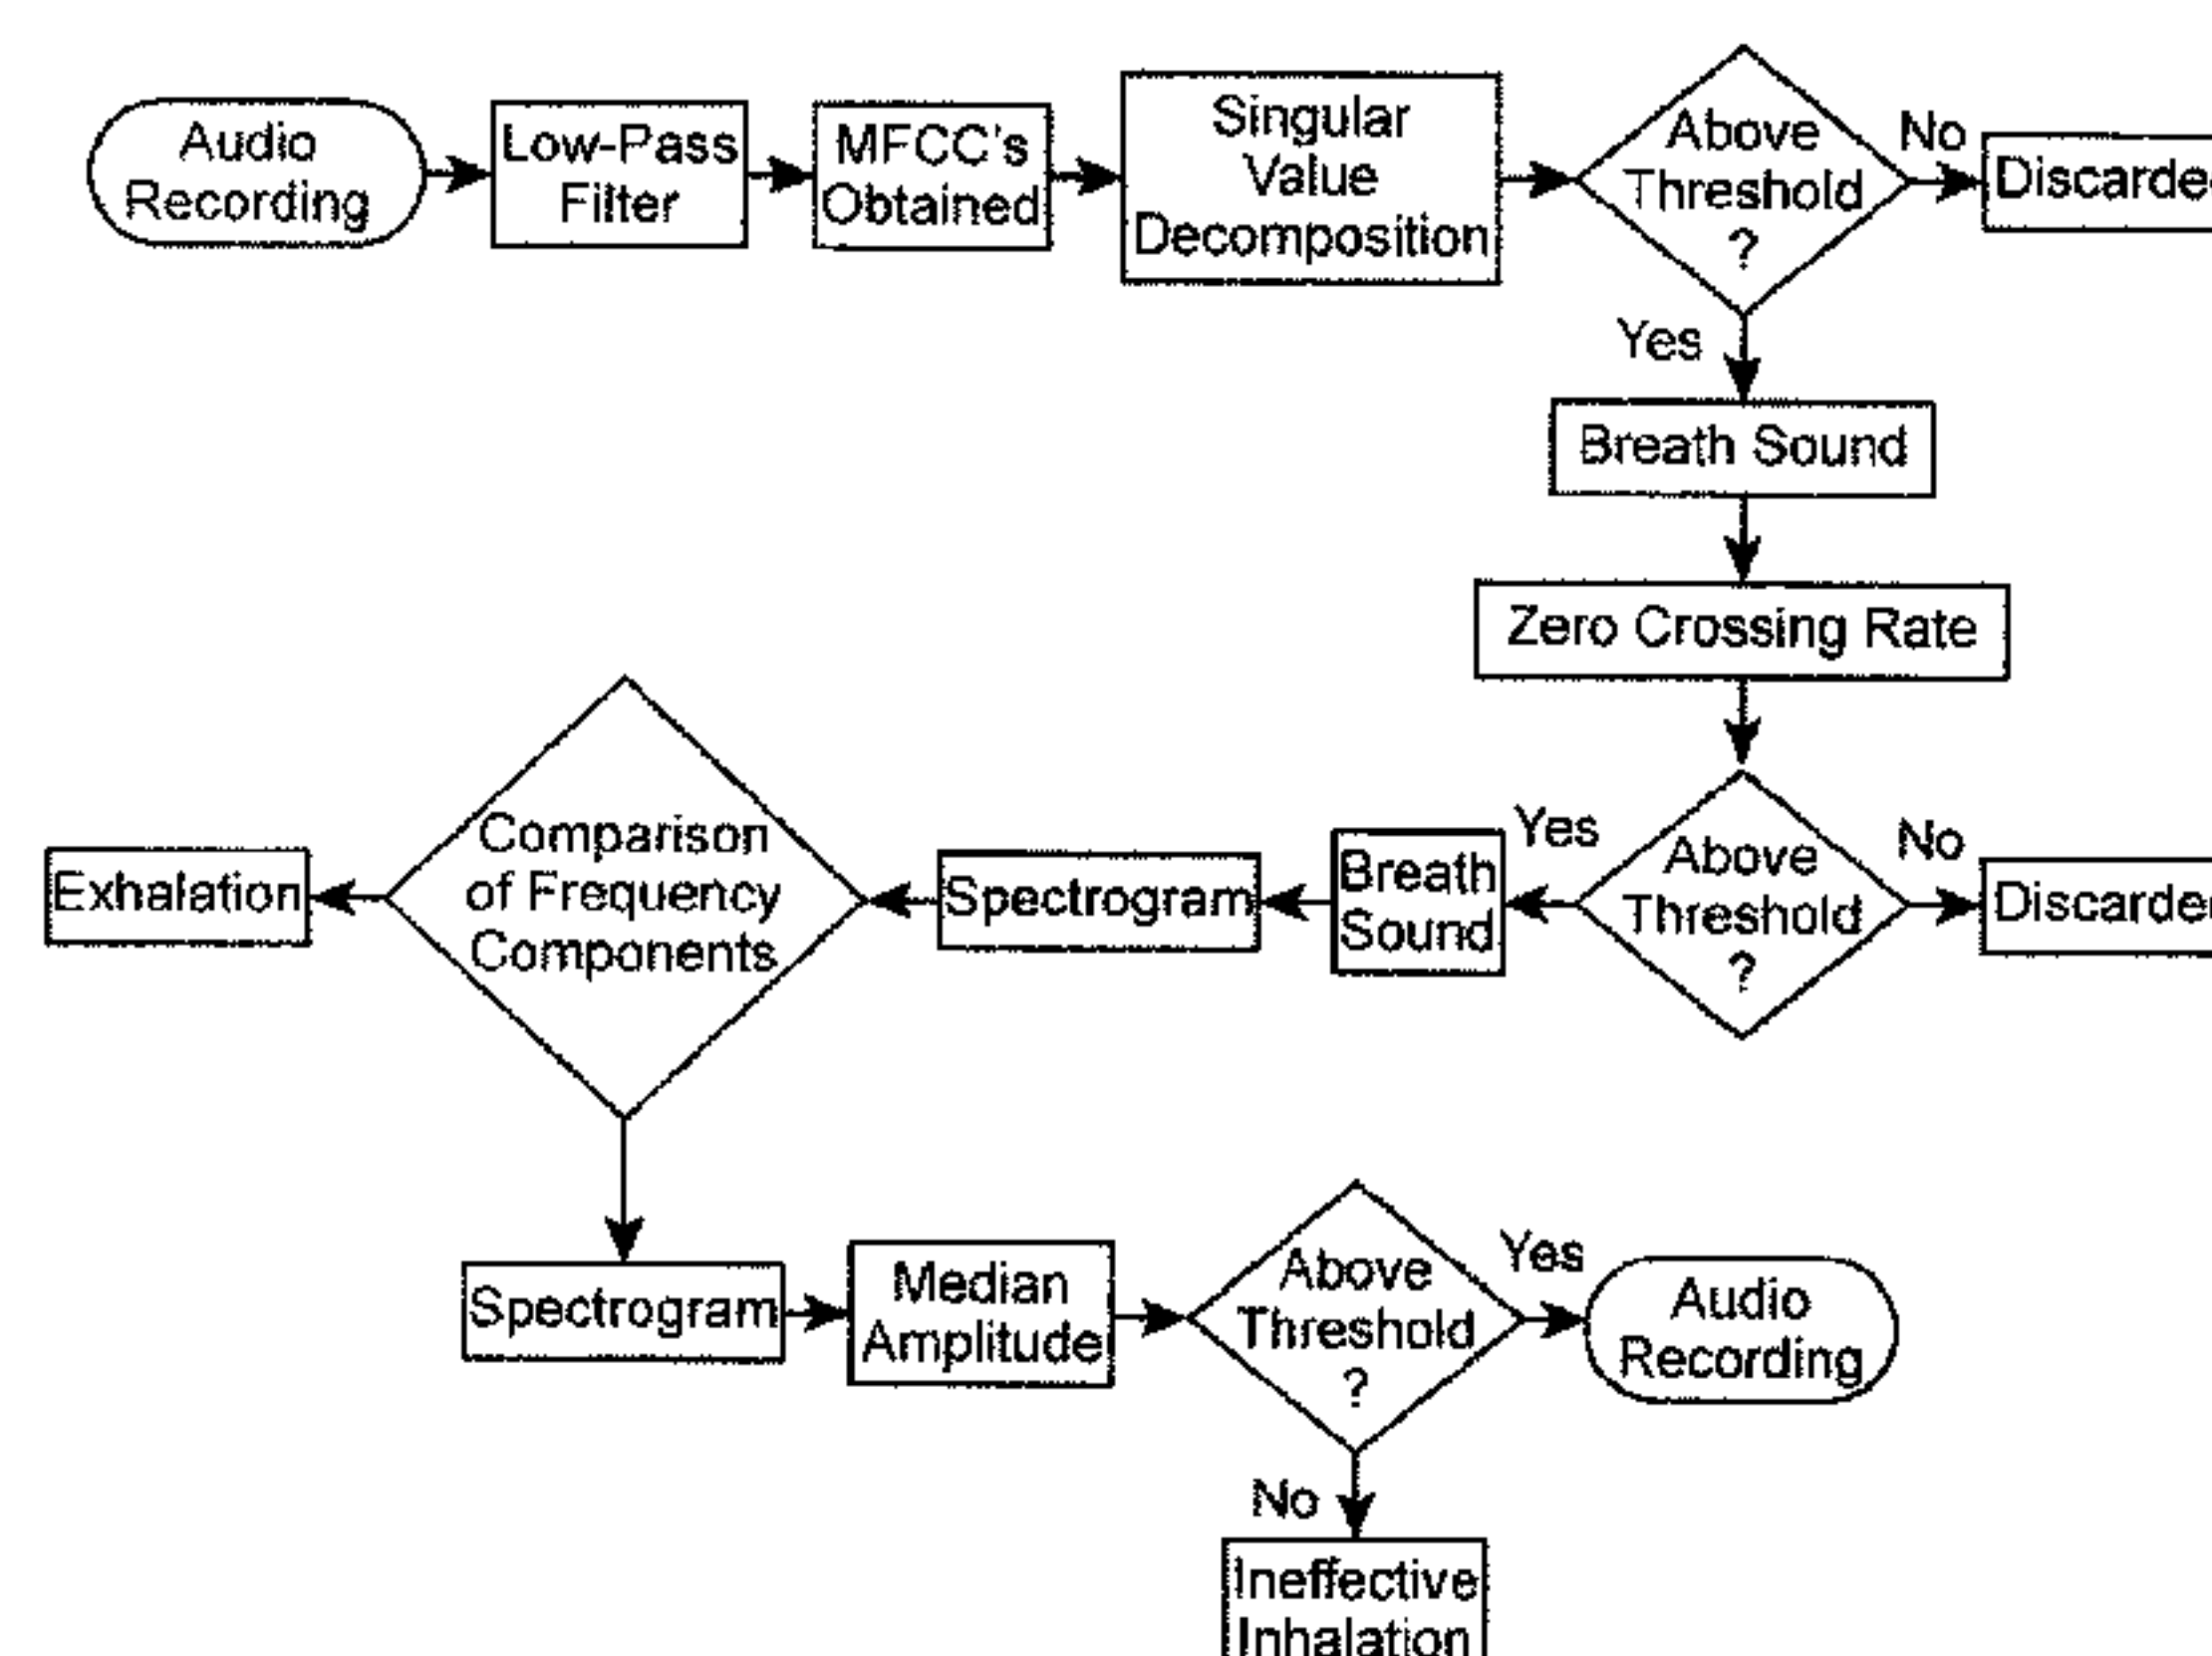 Audio
Recording
Low-Pass
Filter
MFCC's
Obtained
Singular
Value
Decomposition
Above
Threshold
?
No
Discarde
Yes
Breath Sound
Zero Crossing Rate
Above
Threshold
?
No
Discarde
Yes
Breath
Sound
Spectrogram
Comparison
of Frequency
Components
Exhalation
Spectrogram
Median
Amplitude
Above
Threshold
?
Yes
Audio
Recording
No
Ineffective
Inhalation